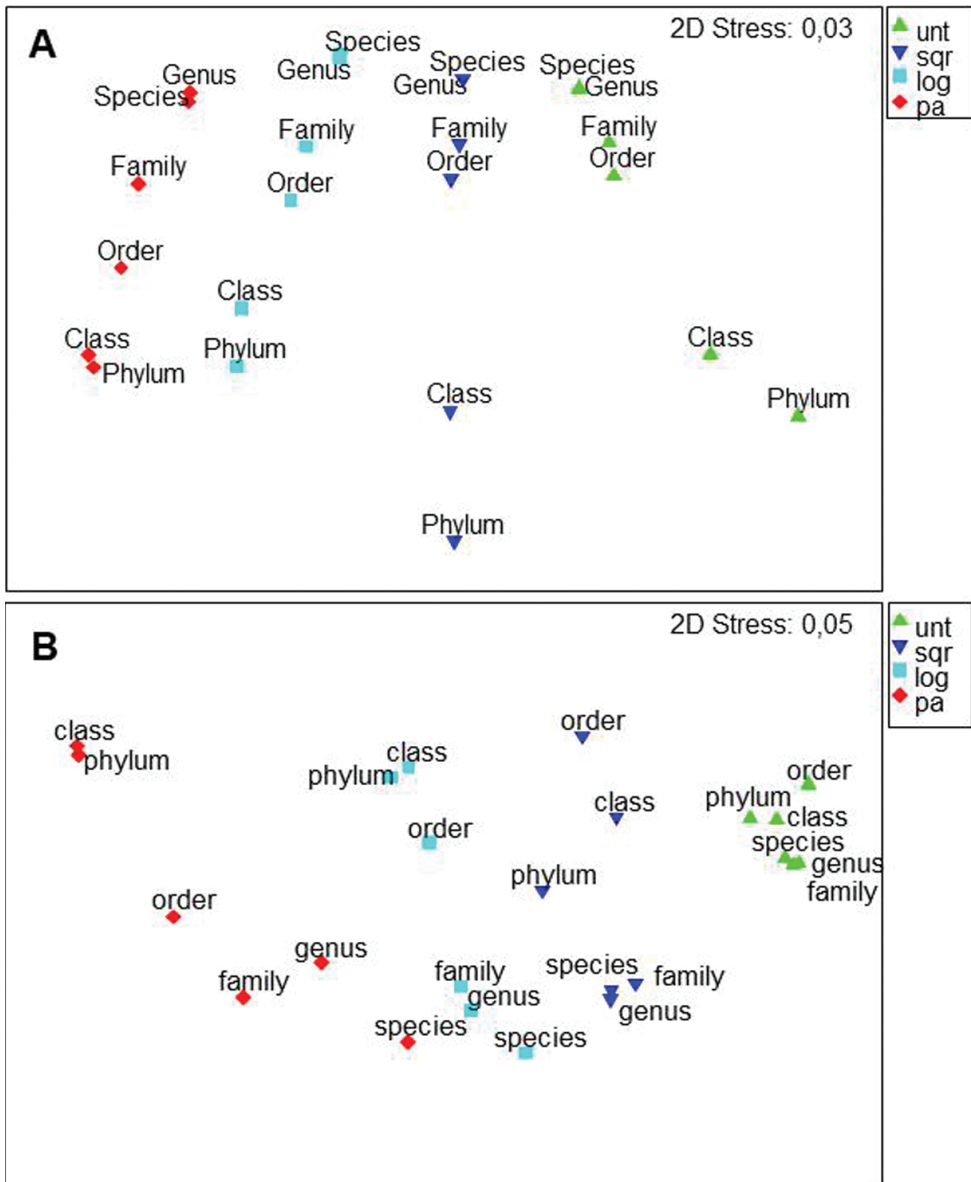 A
2D Stress: 0,03
unt
sqr
log
pa
Species
Genus
Species
Genus
Species
Genus
Species
Genus
Family
Family
Family
Family
Order
Order
Order
Order
Class
Class
Phylum
Phylum
Class
Phylum
Class
Phylum
B
2D Stress: 0,05
unt
sqr
log
pa
class
phylum
class
phylum
order
order
class
order
phylum
class
species
genus
family
order
phylum
order
genus
family
species
family
genus
species
species
family
genus